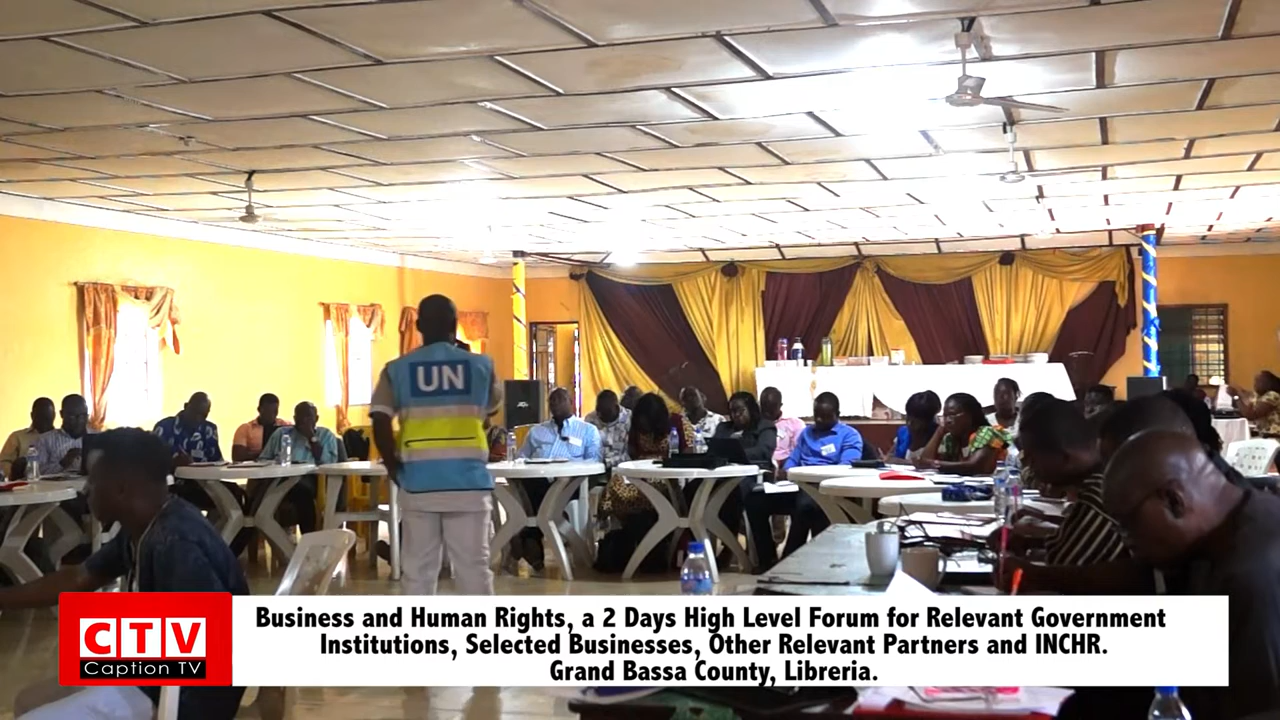 UN
CTV
Caption TV
Business and Human Rights, a 2 Days High Level Forum for Relevant Government
Institutions, Selected Businesses, Other Relevant Partners and INCHR.
Grand Bassa County, Libreria.